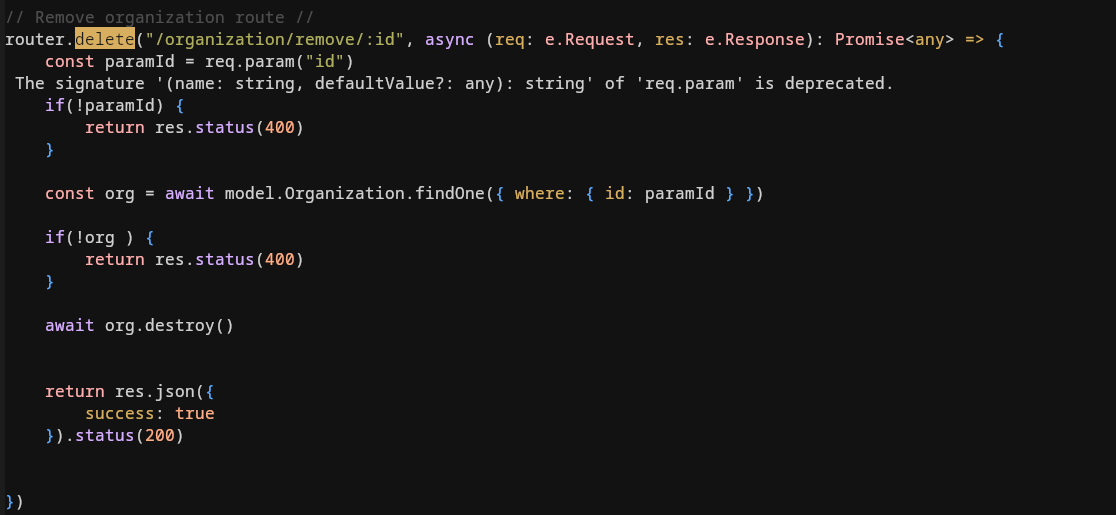 // Remove organization route //
router.delete("/organization/remove/:id", async (req: e.Request, res: e.Response): Promise<any> => {
    const paramId = req.param("id")
 The signature '(name: string, defaultValue?: any): string' of 'req.param' is deprecated.
    if(!paramId) {
        return res.status(400)
    }
    const org = await model.Organization.findOne({ where: { id: paramId } })
    if(!org ) {
        return res.status(400)
    }
    await org.destroy()
    return res.json({
        success: true
    }).status(200)
})